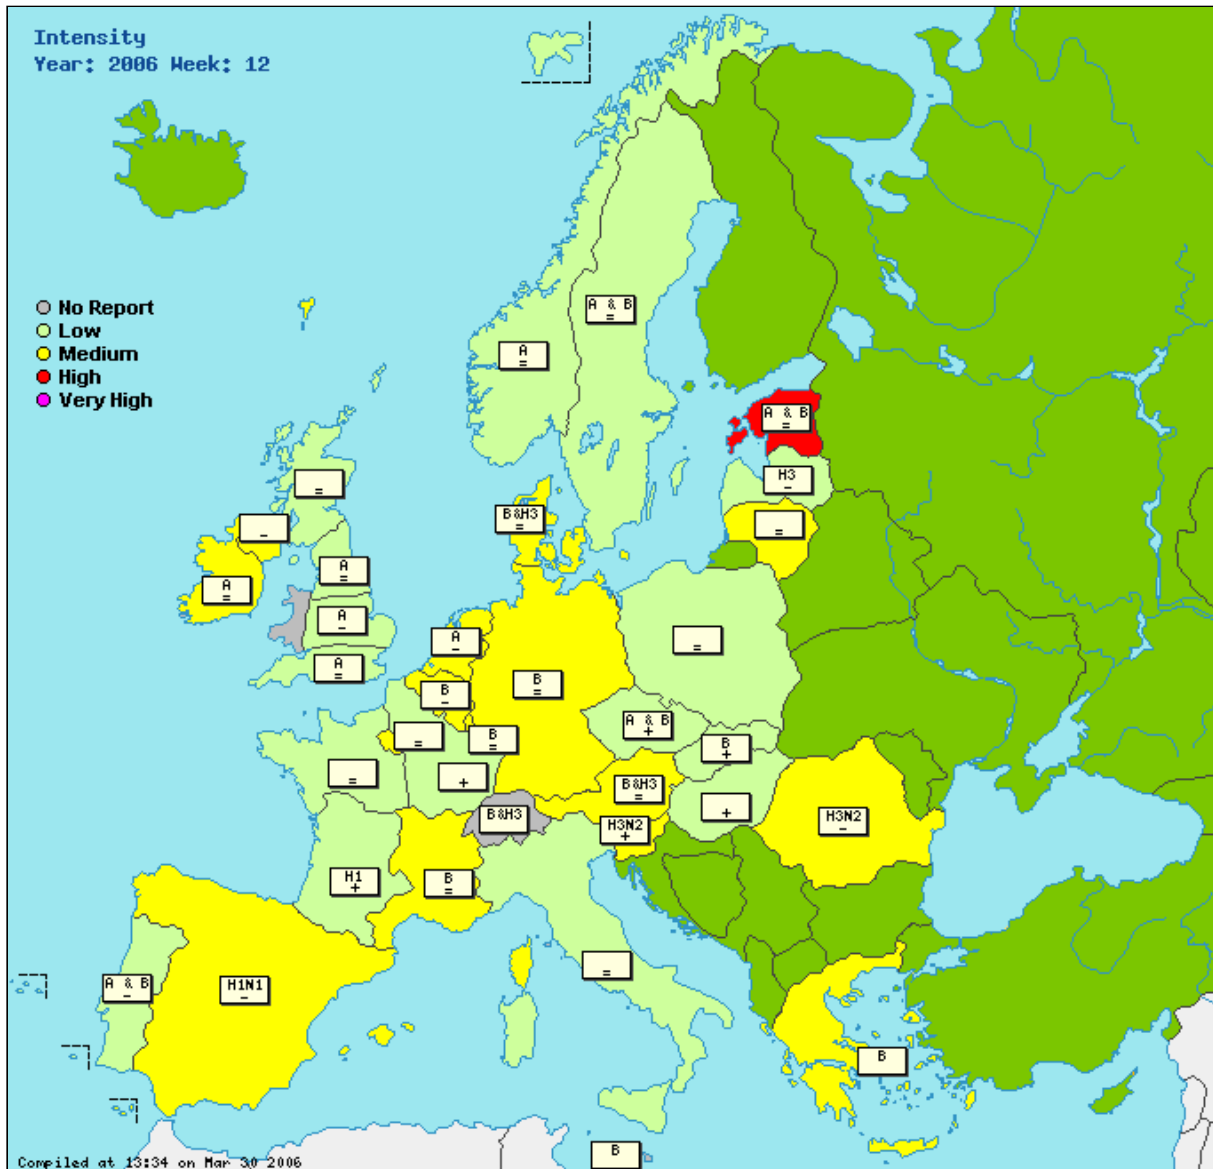 Intensity
Year: 2006 Week: 12
No Report
Low
Medium
High
Very High
A & B
=
A
=
A & B
=
H3
-
=
B&H3
=
=
-
A
=
A
=
A
-
A
=
A
-
B
-
B
=
=
A & B
+
B
+
=
B
=
=
+
B&H3
=
+
B&H3
H3N2
+
H3N2
-
H1
+
B
=
=
A & B
-
H1N1
-
B
B
Compiled at 13:34 on Mar 30 2006